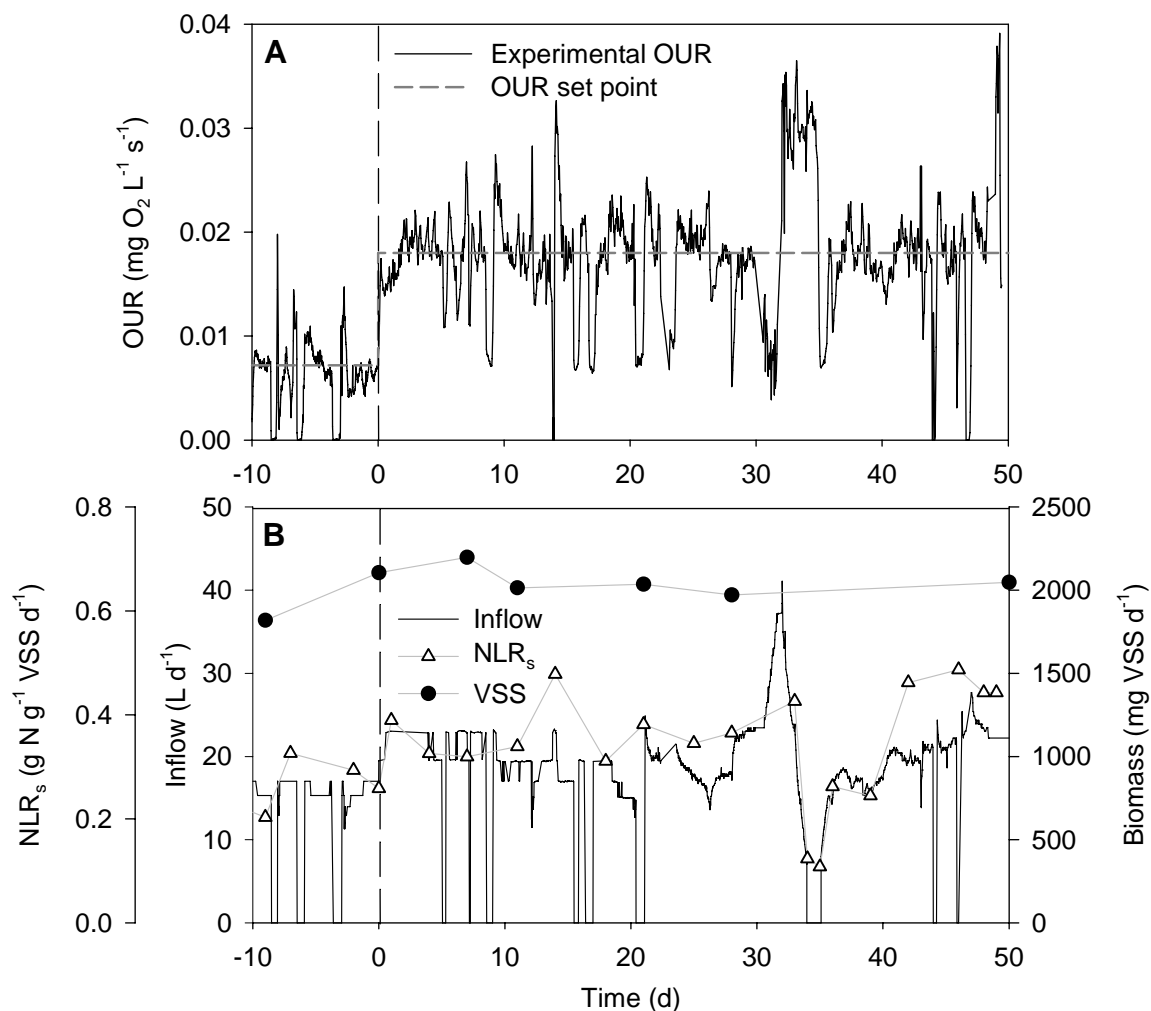 A
Experimental OUR
OUR set point
OUR (mg O₂ L⁻¹ s⁻¹)
0.04
0.03
0.02
0.01
0.00
-10 0 10 20 30 40 50
B
Inflow
NLRₛ
VSS
NLRₛ (g N g⁻¹ VSS d⁻¹)
0.8
0.6
0.4
0.2
0.0
Inflow (L d⁻¹)
50
40
30
20
10
0
2500
2000
1500
1000
500
0
Biomass (mg VSS d⁻¹)
-10 0 10 20 30 40 50
Time (d)